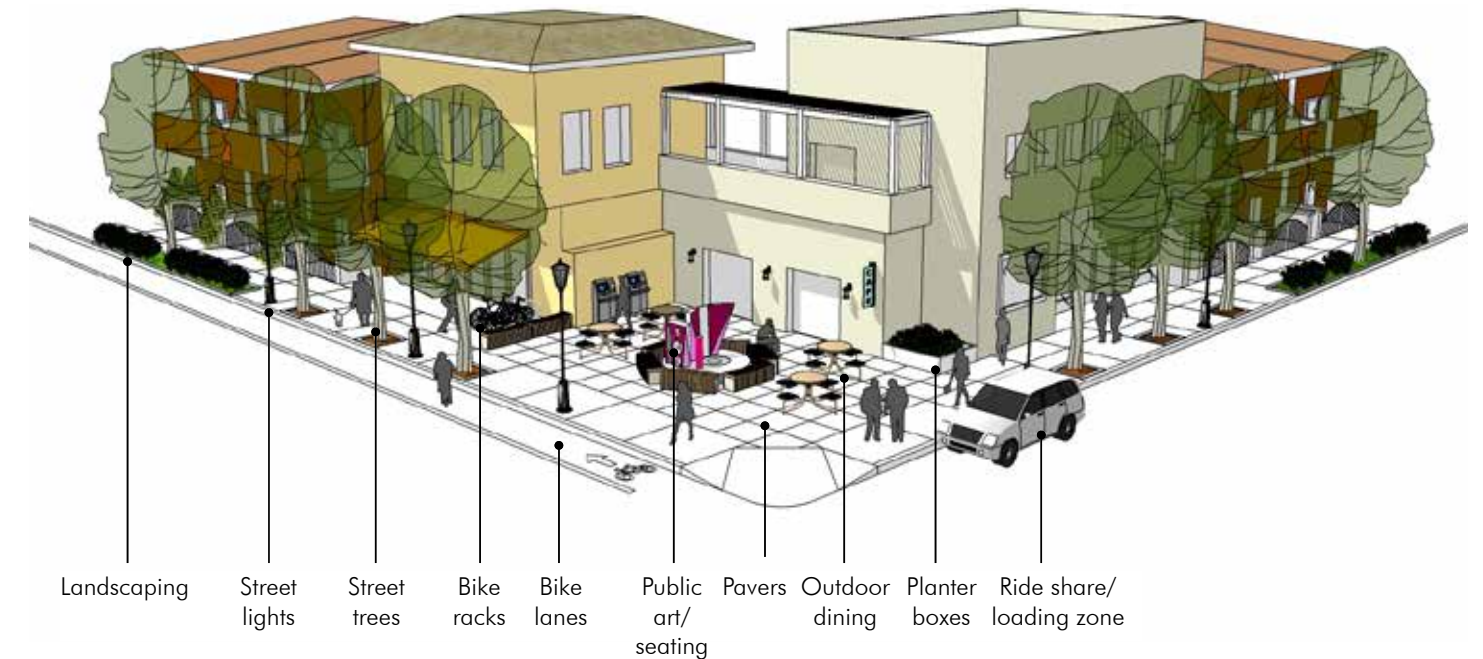 CAFE
Landscaping
Street
lights
Street
trees
Bike
racks
Bike
lanes
Public
art/
seating
Pavers
Outdoor
dining
Planter
boxes
Ride share/
loading zone